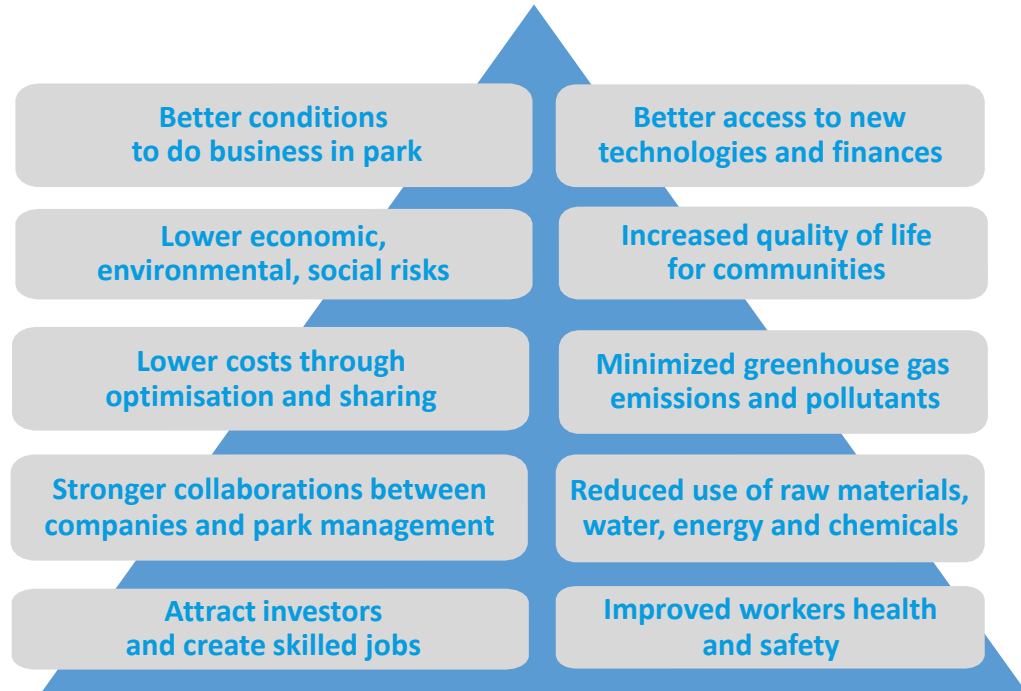 Better conditions
to do business in park
Better access to new
technologies and finances
Lower economic,
environmental, social risks
Increased quality of life
for communities
Lower costs through
optimisation and sharing
Minimized greenhouse gas
emissions and pollutants
Stronger collaborations between
companies and park management
Reduced use of raw materials,
water, energy and chemicals
Attract investors
and create skilled jobs
Improved workers health
and safety